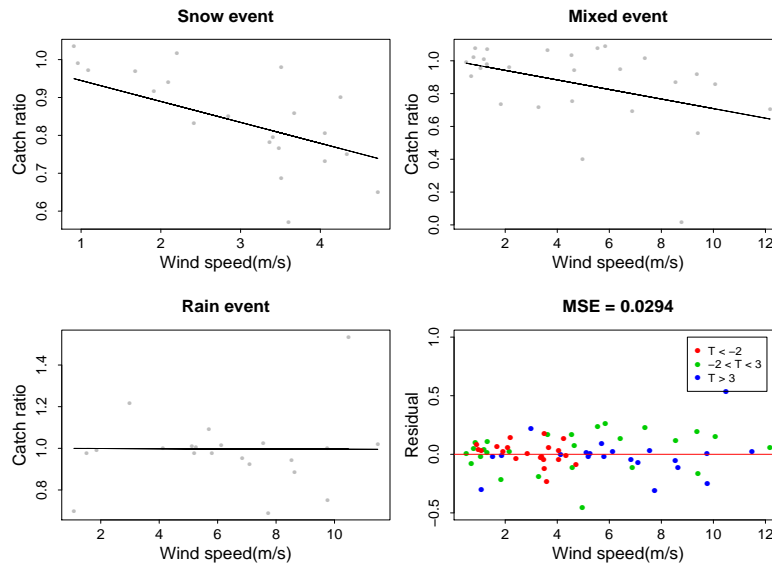 Snow event
Catch ratio
1.0
0.9
0.8
0.7
0.6
1 2 3 4
Wind speed(m/s)
Mixed event
Catch ratio
1.0
0.8
0.6
0.4
0.2
0.0
2 4 6 8 10 12
Wind speed(m/s)
Rain event
Catch ratio
1.4
1.2
1.0
0.8
2 4 6 8 10
Wind speed(m/s)
MSE = 0.0294
Residual
1.0
0.5
0.0
−0.5
T < −2
−2 < T < 3
T > 3
2 4 6 8 10 12
Wind speed(m/s)